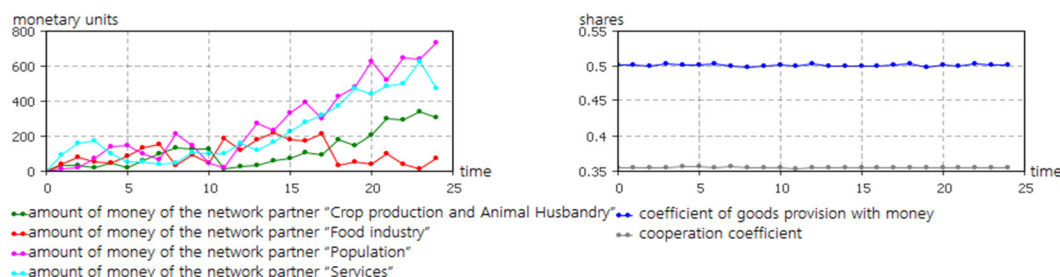 monetary units
800
600
400
200
0
0 5 10 15 20 25
time
amount of money of the network partner “Crop production and Animal Husbandry”
amount of money of the network partner “Food industry”
amount of money of the network partner “Population”
amount of money of the network partner “Services”
shares
0.55
0.5
0.45
0.4
0.35
0 5 10 15 20 25
time
coefficient of goods provision with money
cooperation coefficient